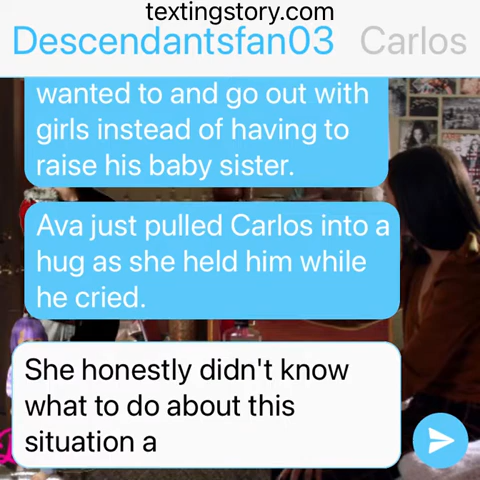 textingstory.com
Descendantsfan03 Carlos
wanted to and go out with
girls instead of having to
raise his baby sister.
Ava just pulled Carlos into a
hug as she held him while
he cried.
She honestly didn't know
what to do about this
situation a